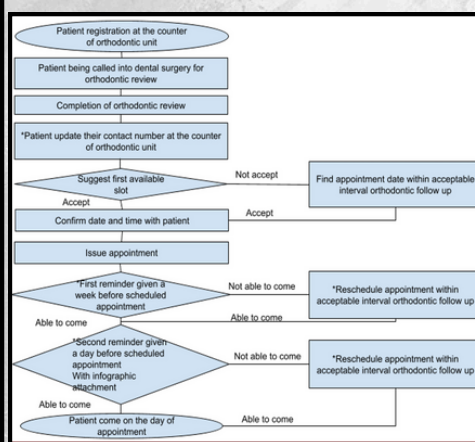 Patient registration at the counter
of orthodontic unit
Patient being called into dental surgery for
orthodontic review
Completion of orthodontic review
*Patient update their contact number at the counter
of orthodontic unit
Suggest first available
slot
Not accept
Find appointment date within acceptable
interval orthodontic follow up
Accept
Confirm date and time with patient
Accept
Issue appointment
*First reminder given a
week before scheduled
appointment
Not able to come
*Reschedule appointment within
acceptable interval orthodontic follow up
Able to come
Able to come
*Second reminder given
a day before scheduled
appointment
With infographic
attachment
Not able to come
*Reschedule appointment within
acceptable interval orthodontic follow up
Able to come
Patient come on the day of
appointment
Able to come